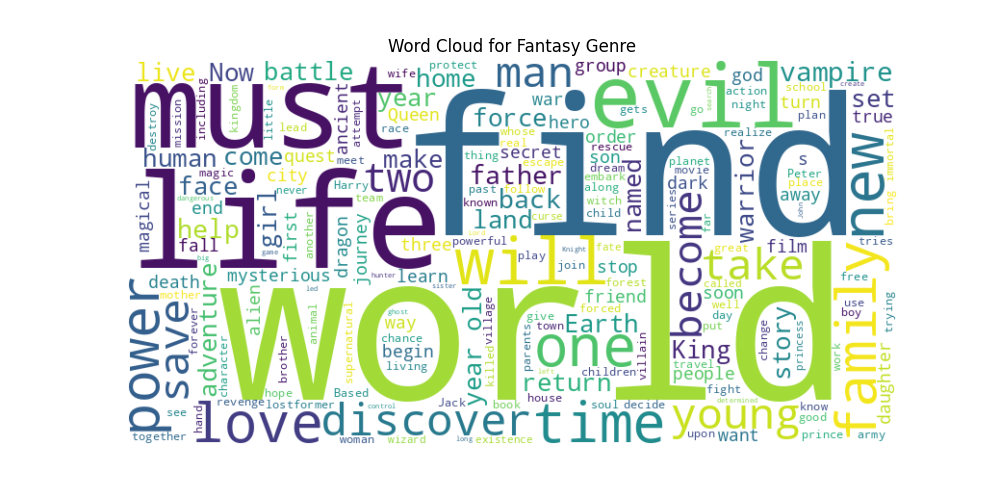 Word Cloud for Fantasy Genre
live
Now
battle
wife
protect
home
man
group
creature
god
vampire
form
create
must
find
evil
destroy
mission
including
kingdom
little
lead
ancient
attempt
year
Queen
race
force
war
hero
whose
real
gets
go
search
action
night
school
turn
plan
set
true
human
come
quest
meet
make
thing
secret
escape
order
rescue
son
dream
realize
planet
movie
s
Peter
place
away
new
immortal
bring
magic
city
never
Harry
team
two
father
past
known
follow
embark
along
witch
child
curse
named
dark
series
far
warrior
John
face
dangerous
life
back
land
magical
end
help
fall
girl
first
another
dragon
journey
three
powerful
lord
Knight
fate
become
great
film
tries
big
game
mysterious
hunter
learn
will
play
join
stop
forest
take
called
soon
well
day
put
free
family
death
mother
led
sister
world
power
save
forever
adventure
character
alien
brother
animal
supernatural
ghost
way
chance
begin
living
year old
village
killed
give
town
forced
friend
Earth
parents
one
children
villain
King
people
travel
fight
change
story
princess
use
boy
work
trying
daughter
hope
Based
return
left
revenge
lost
former
control
Jack
book
house
soul
decide
determined
know
good
see
hand
together
love
woman
discover
wizard
long
existence
time
young
upon
want
prince
army